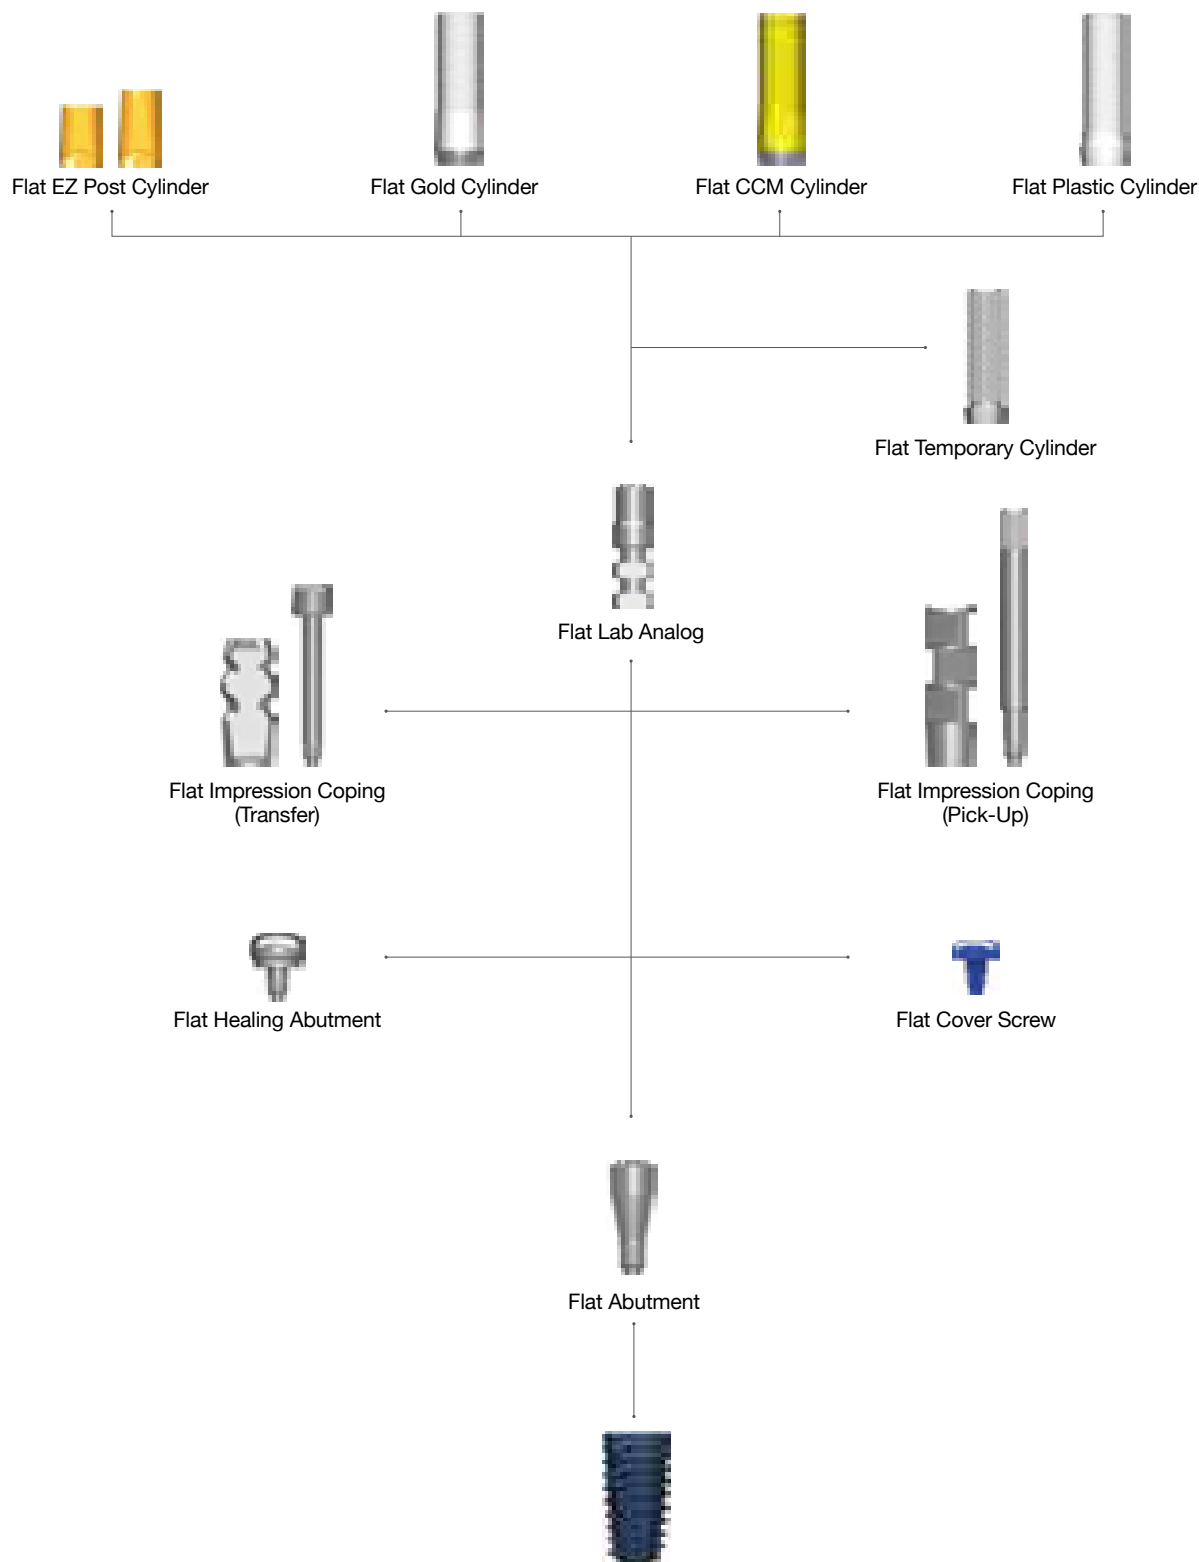 Flat EZ Post Cylinder
Flat Gold Cylinder
Flat CCM Cylinder
Flat Plastic Cylinder
Flat Temporary Cylinder
Flat Lab Analog
Flat Impression Coping
(Transfer)
Flat Impression Coping
(Pick-Up)
Flat Healing Abutment
Flat Cover Screw
Flat Abutment